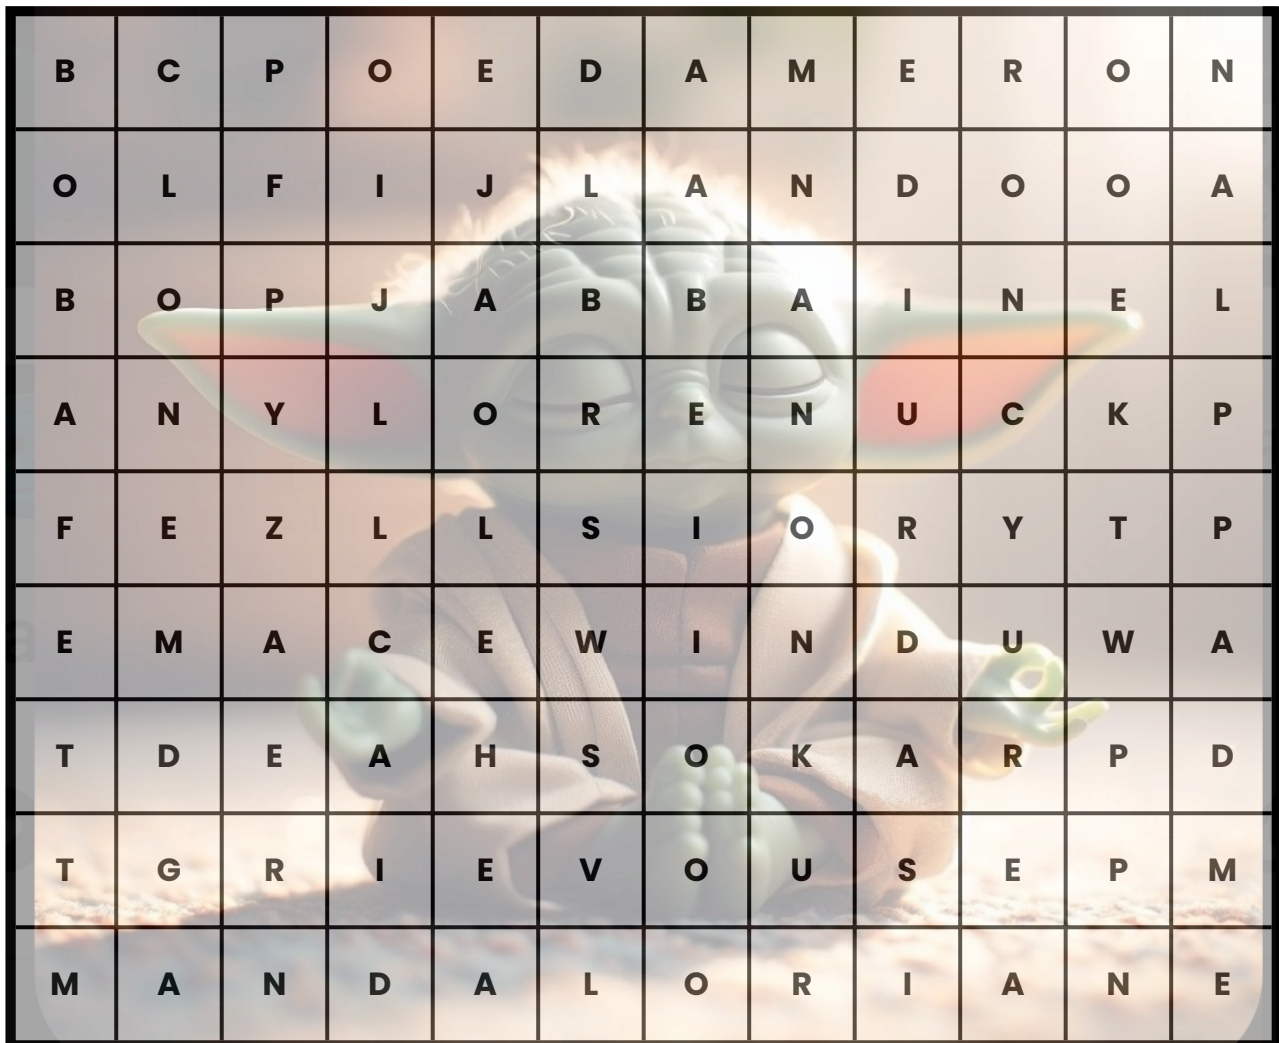 B C P O E D A M E R O N
O L F I J L A N D O O A
B O P J A B B A I N E L
A N Y L O R E N U C K P
F E Z L L S I O R Y T P
E M A C E W I N D U W A
T D E A H S O K A R P D
T G R I E V O U S E P M
M A N D A L O R I A N E